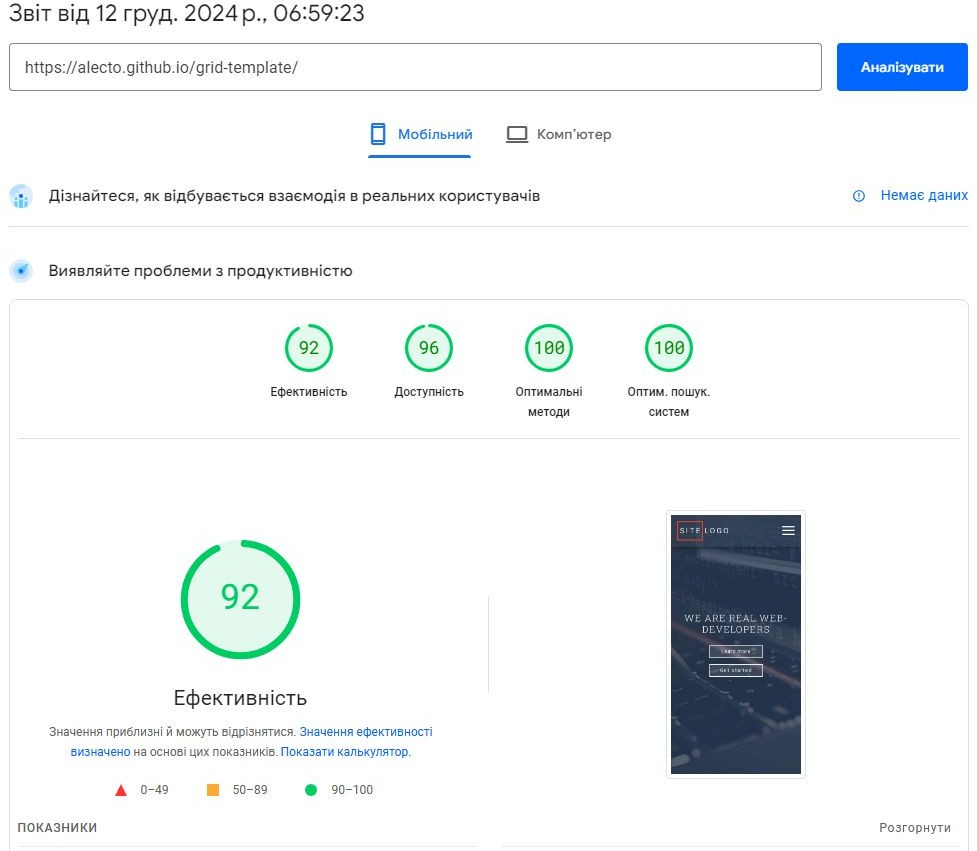 Звіт від 12 груд. 2024 р., 06:59:23
https://alecto.github.io/grid-template/
Аналізувати
Мобільний
Комп'ютер
Дізнайтеся, як відбувається взаємодія в реальних користувачів
Немає даних
Виявляйте проблеми з продуктивністю
92
96
100
100
Ефективність
Доступність
Оптимальні
методи
Оптим. пошук.
систем
92
Ефективність
Значення приблизні й можуть відрізнятися. Значення ефективності
визначено на основі цих показників. Показати калькулятор.
0–49
50–89
90–100
SITE LOGO
WE ARE REAL WEB-
DEVELOPERS
Learn more
Get started
ПОКАЗНИКИ
Розгорнути